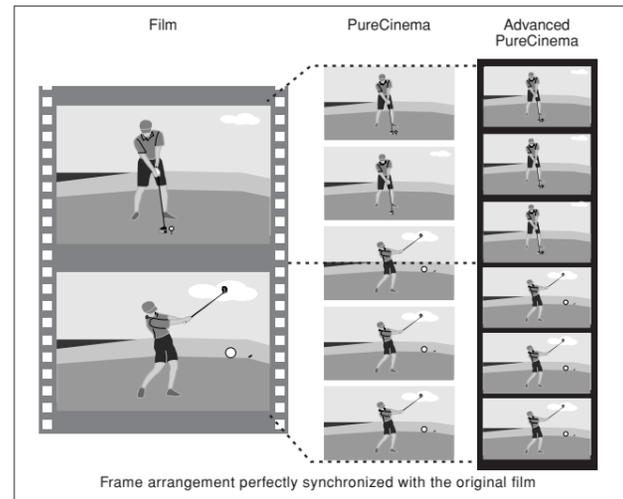 Film
PureCinema
Advanced
PureCinema
Frame arrangement perfectly synchronized with the original film